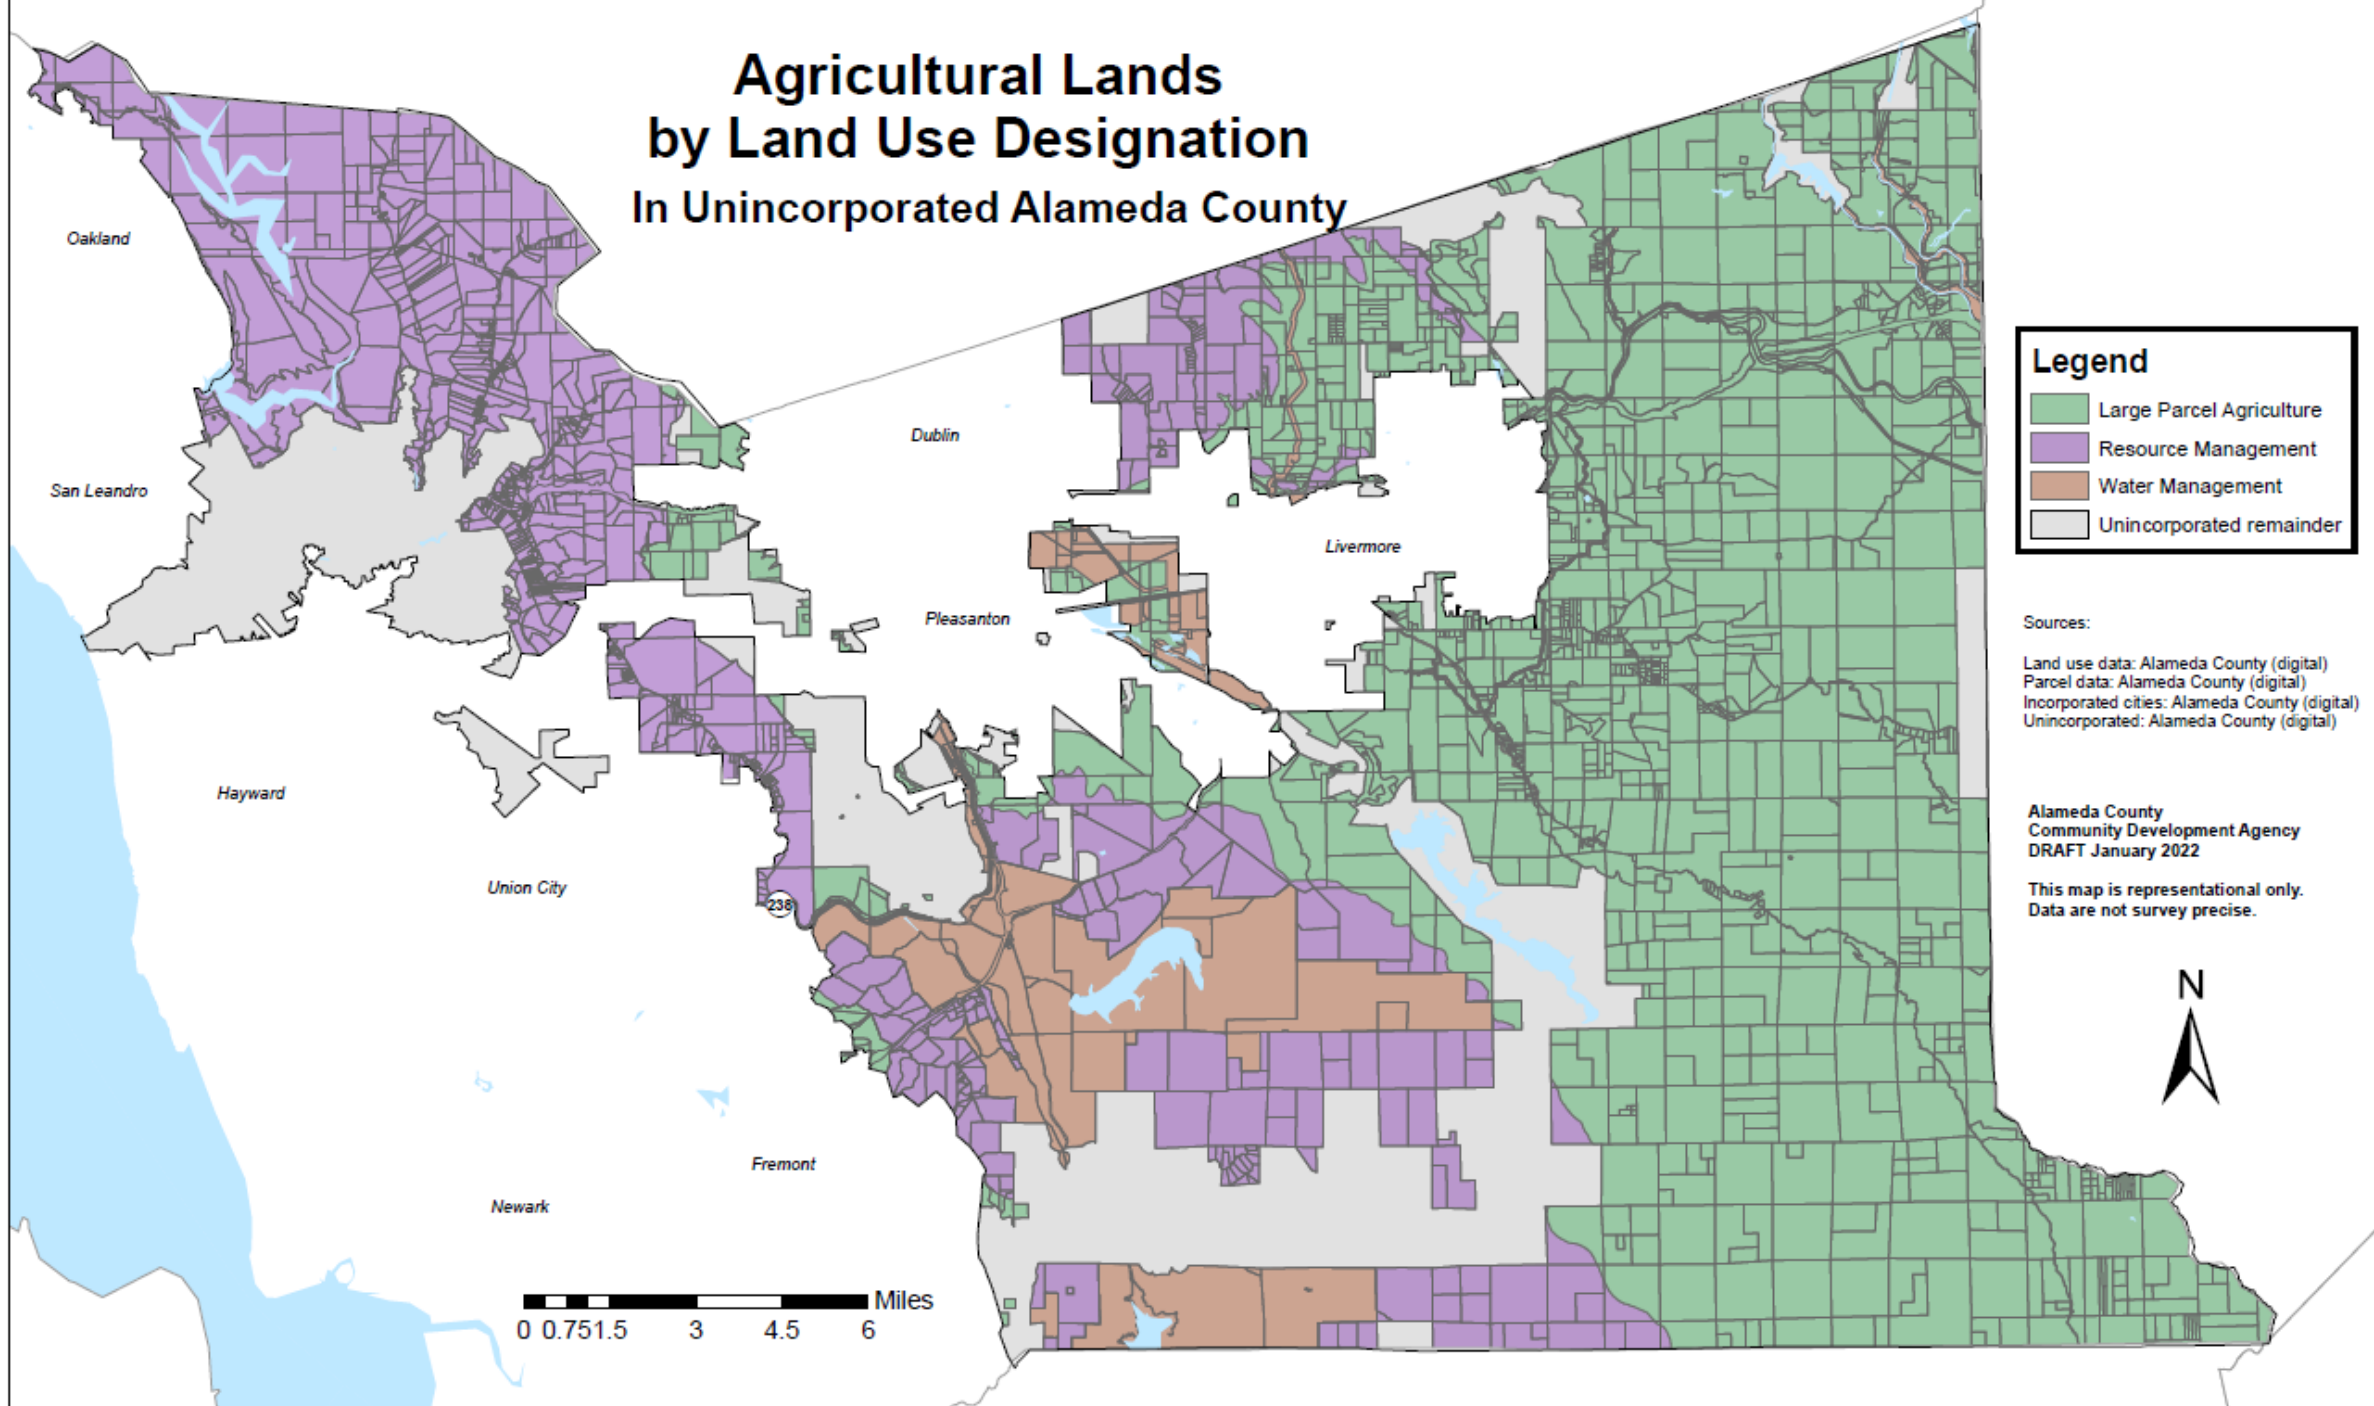 Agricultural Lands
by Land Use Designation
In Unincorporated Alameda County
Oakland
San Leandro
Dublin
Livermore
Pleasanton
Hayward
Union City
238
Fremont
Newark
Legend
Large Parcel Agriculture
Resource Management
Water Management
Unincorporated remainder
Sources:
Land use data: Alameda County (digital)
Parcel data: Alameda County (digital)
Incorporated cities: Alameda County (digital)
Unincorporated: Alameda County (digital)
Alameda County
Community Development Agency
DRAFT January 2022
This map is representational only.
Data are not survey precise.
N
Miles
0 0.751.5 3 4.5 6